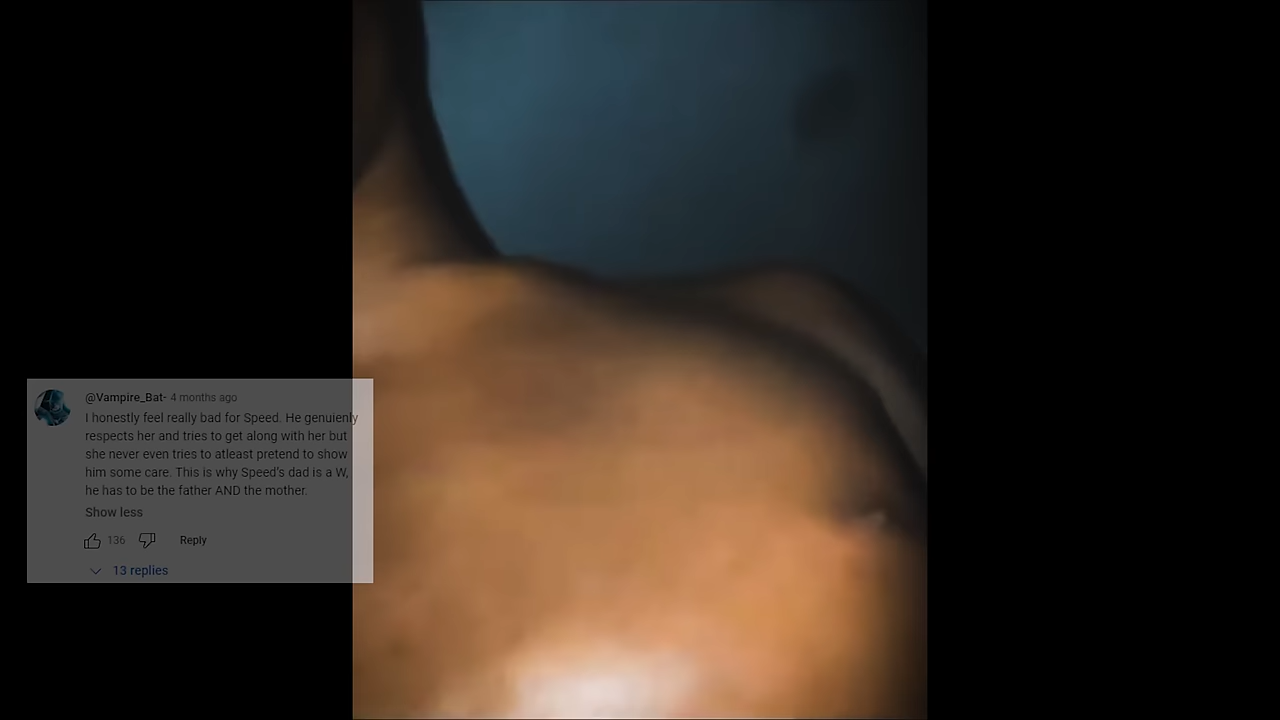 @Vampire_Bat- 4 months ago
I honestly feel really bad for Speed. He genuienly
respects her and tries to get along with her but
she never even tries to atleast pretend to show
him some care. This is why Speed's dad is a W,
he has to be the father AND the mother.
Show less
136 Reply
13 replies